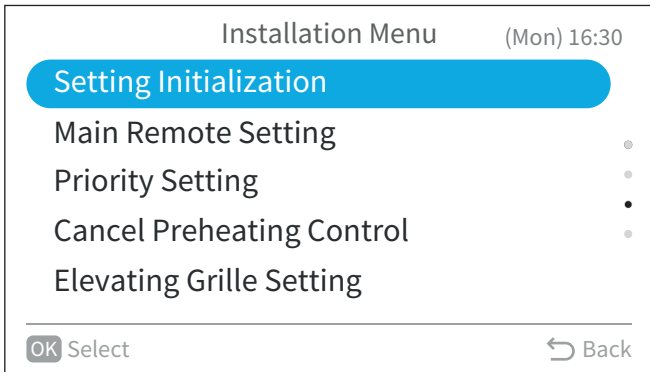 Installation Menu (Mon) 16:30
Setting Initialization
Main Remote Setting
Priority Setting
Cancel Preheating Control
Elevating Grille Setting
OK Select Back